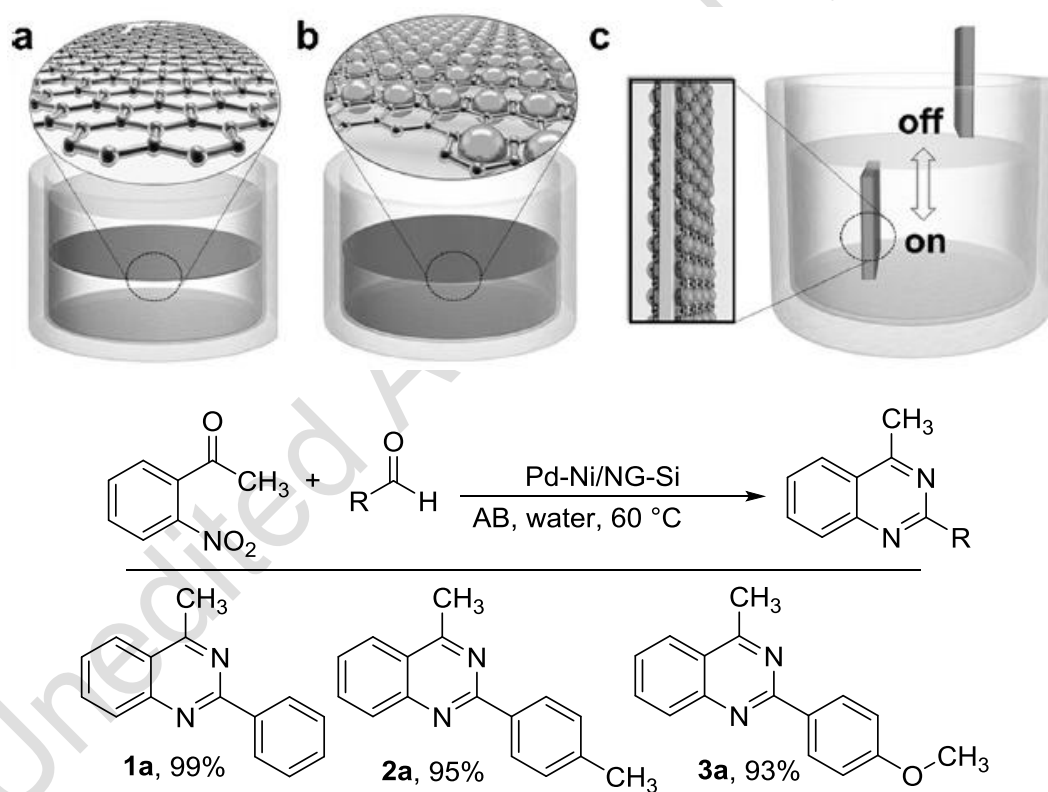 a
b
c
off
on
O
CH₃
NO₂
+
O
R
H
Pd-Ni/NG-Si
AB, water, 60 °C
CH₃
N
N
R
CH₃
N
N
1a, 99%
CH₃
N
N
CH₃
2a, 95%
CH₃
N
N
O
CH₃
3a, 93%
Unedited A